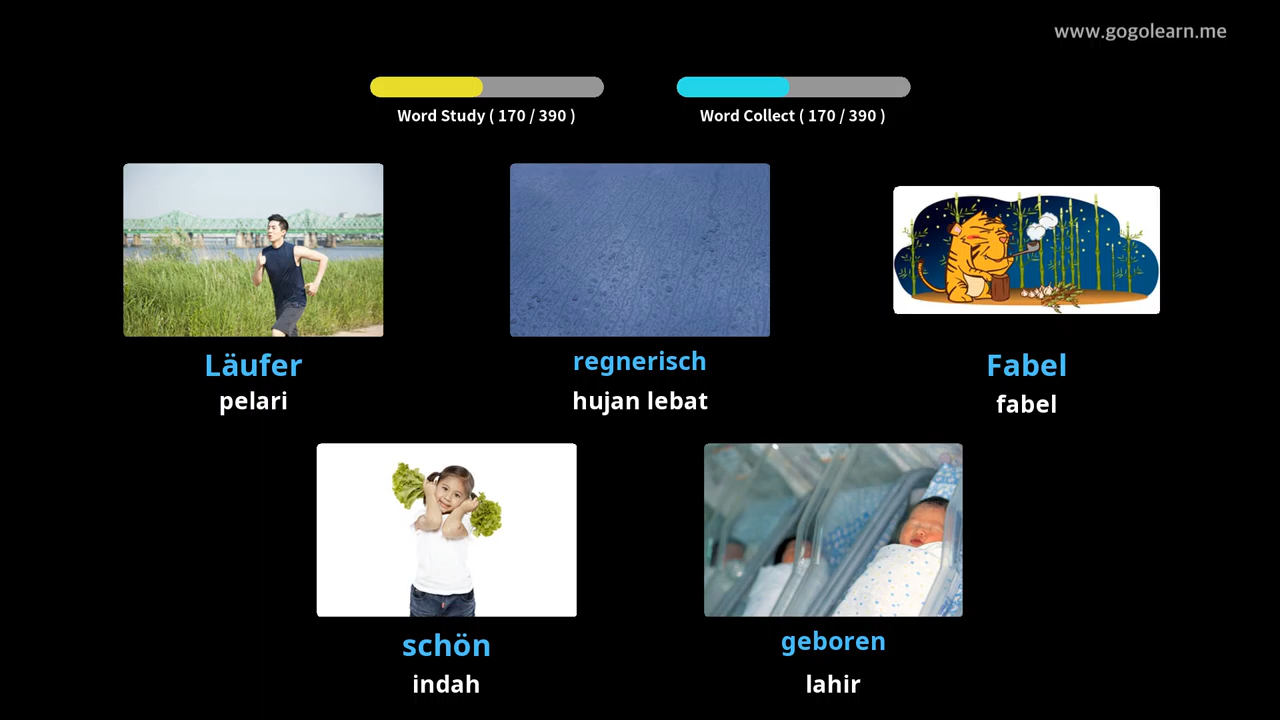 www.gogolearn.me
Word Study ( 170 / 390 )
Word Collect ( 170 / 390 )
Läufer
pelari
regnerisch
hujan lebat
Fabel
fabel
schön
indah
geboren
lahir